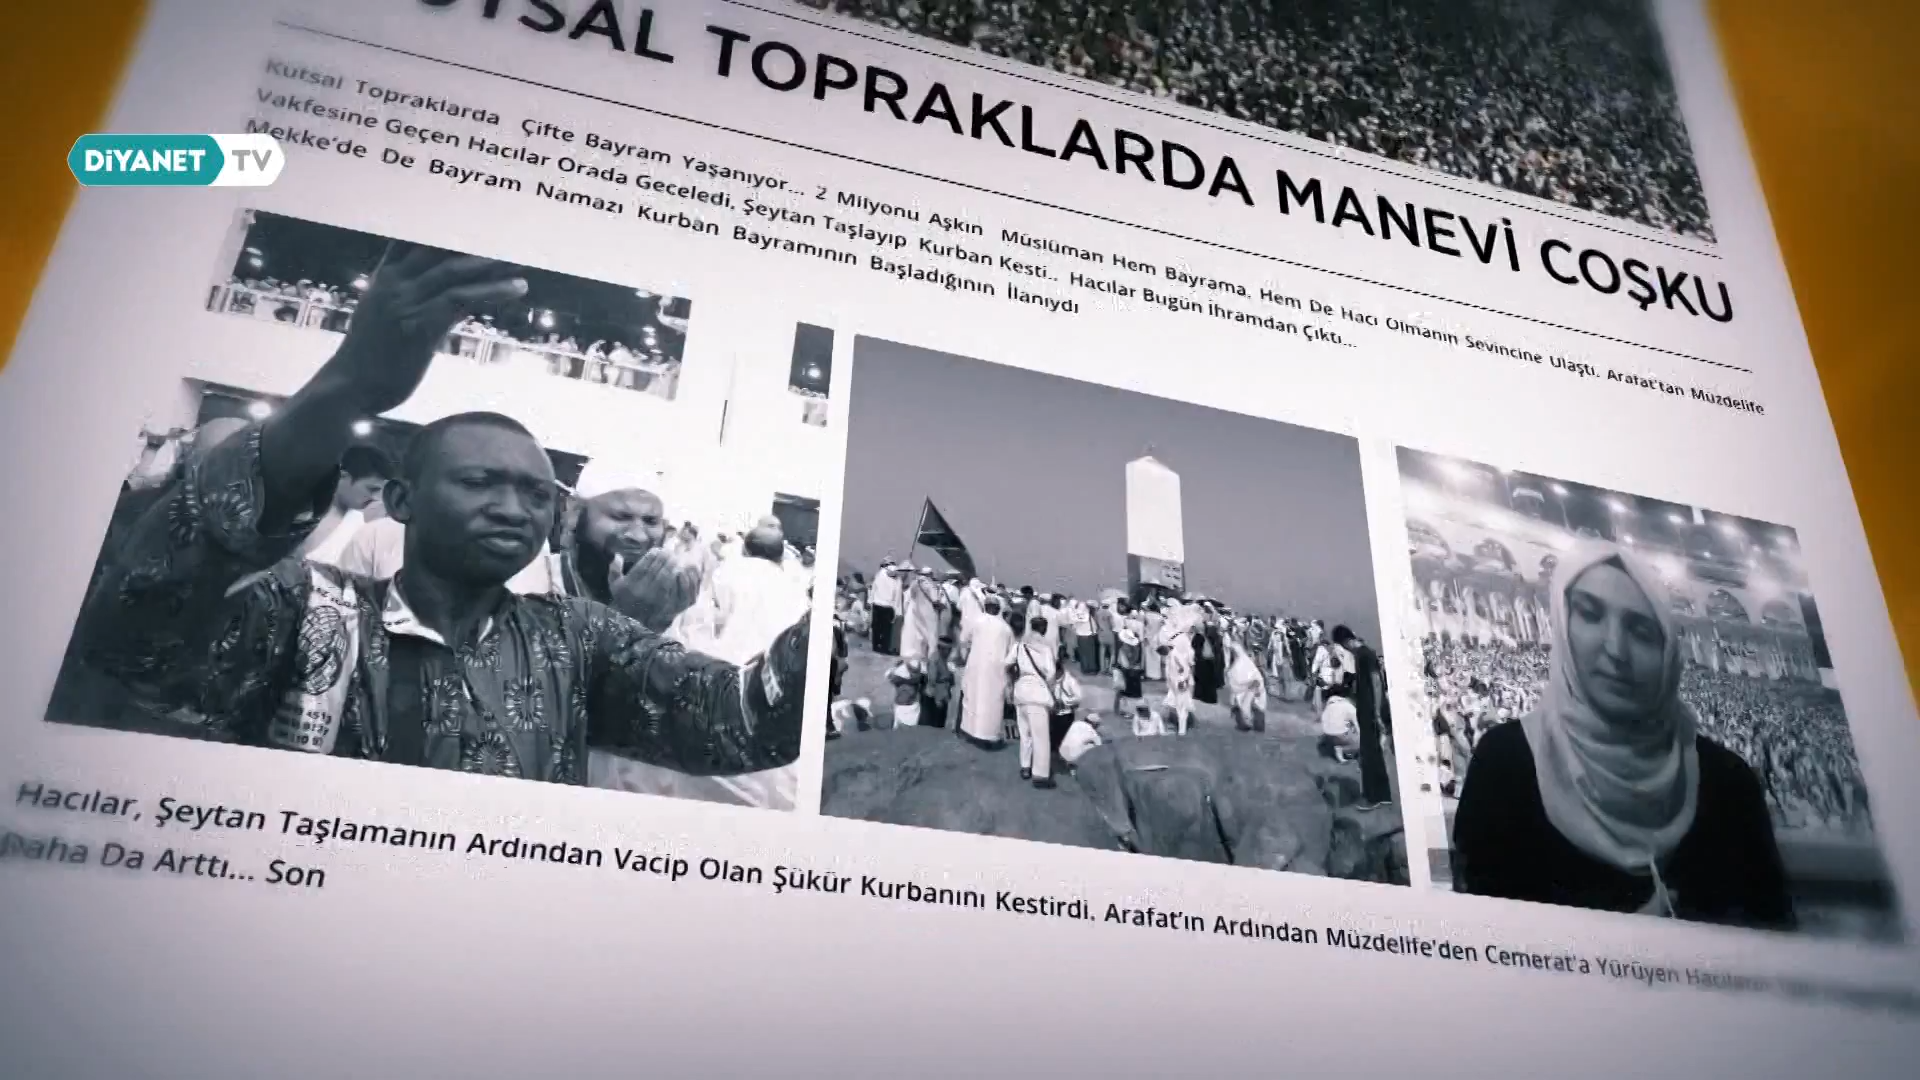 KUTSAL TOPRAKLARDA MANEVİ COŞKU
Kutsal Topraklarda Çifte Bayram Yaşanıyor... 2 Milyonu Aşkın Müslüman Hem Bayrama, Hem De Hacı Olmanın Sevincine Ulaştı. Arafat'tan Müzdelife
Vakfesine Geçen Hacılar Orada Geceledi, Şeytan Taşlayıp Kurban Kesti.. Hacılar Bugün İhramdan Çıktı...
Mekke'de De Bayram Namazı Kurban Bayramının Başladığının İlanıydı
DİYANET TV
Hacılar, Şeytan Taşlamanın Ardından Vacip Olan Şükür Kurbanını Kestirdi. Arafat'ın Ardından Müzdelife'den Cemerat'a Yürüyen
Daha Da Arttı... Son